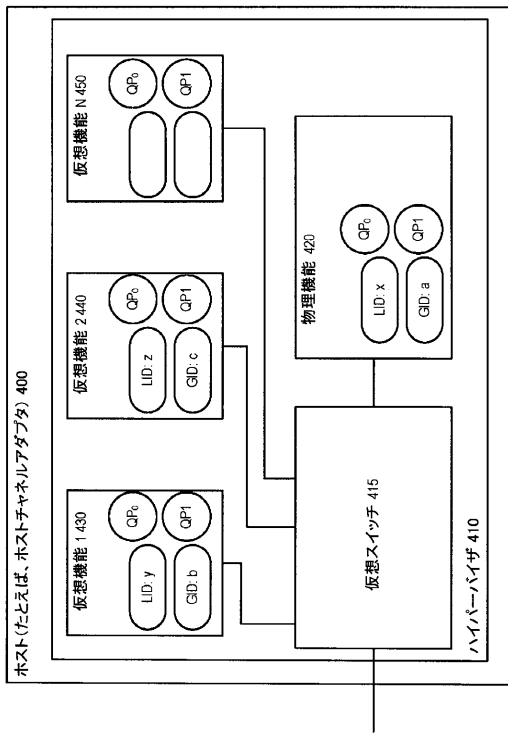 ホスト(たとえば、ホストチャネルアダプタ) 400
仮想機能 1 430
LID: y
QP0
GID: b
QP1
仮想機能 2 440
LID: z
QP0
GID: c
QP1
仮想機能 N 450
QP0
QP1
仮想スイッチ 415
物理機能 420
LID: x
QP0
GID: a
QP1
ハイパーバイザ 410